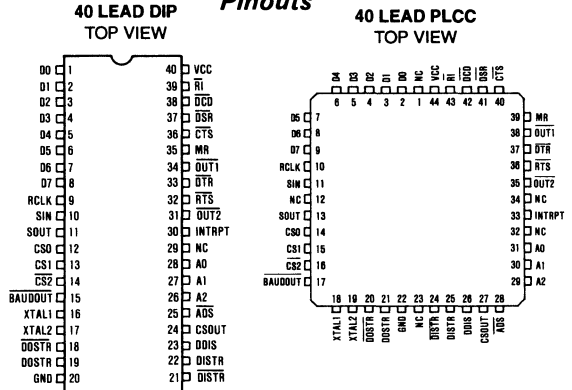 Pinouts
40 LEAD DIP
TOP VIEW
D0 1 40 VCC
D1 2 39 RI
D2 3 38 DCD
D3 4 37 DSR
D4 5 36 CTS
D5 6 35 MR
D6 7 34 OUT1
D7 8 33 DTR
RCLK 9 32 RTS
SIN 10 31 OUT2
SOUT 11 30 INTRPT
CS0 12 29 NC
CS1 13 28 A0
CS2 14 27 A1
BAUDOUT 15 26 A2
XTAL1 16 25 ADS
XTAL2 17 24 CSOUT
DOSTR 18 23 DDIS
DOSTR 19 22 DISTR
GND 20 21 DISTR
40 LEAD PLCC
TOP VIEW
D4 D3 D2 D1 D0 NC VCC RI DCD DSR CTS
6 5 4 3 2 1 44 43 42 41 40
D5 7 39 MR
D6 8 38 OUT1
D7 9 37 DTR
RCLK 10 36 RTS
SIN 11 35 OUT2
NC 12 34 NC
SOUT 13 33 INTRPT
CS0 14 32 NC
CS1 15 31 A0
CS2 16 30 A1
BAUDOUT 17 29 A2
18 19 20 21 22 23 24 25 26 27 28
XTAL1 XTAL2 DOSTR DOSTR GND NC DISTR DISTR DDIS CSOUT ADS